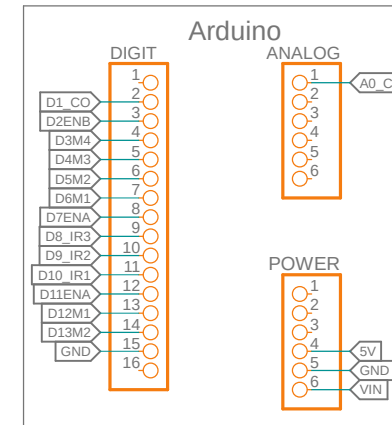 Arduino
DIGIT
ANALOG
1
D1_CO 2
D2ENB 3
D3M4 4
D4M3 5
D5M2 6
D6M1 7
D7ENA 8
D8_IR3 9
D9_IR2 10
D10_IR1 11
D11ENA 12
D12M1 13
D13M2 14
GND 15
16
1 A0_C
2
3
4
5
6
POWER
1
2
3
4 5V
5 GND
6 VIN